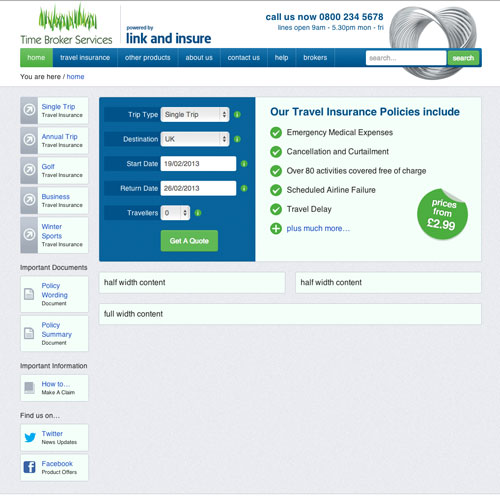 Time Broker Services
powered by
link and insure
call us now 0800 234 5678
lines open 9am - 5.30pm mon - fri
home travel insurance other products about us contact us help brokers
search... search
You are here / home
Single Trip
Travel Insurance
Annual Trip
Travel Insurance
Golf
Travel Insurance
Business
Travel Insurance
Winter
Sports
Travel Insurance
Important Documents
Policy
Wording
Document
Policy
Summary
Document
Important Information
How to…
Make A Claim
Find us on…
Twitter
News Updates
Facebook
Product Offers
Trip Type Single Trip
Destination UK
Start Date 19/02/2013
Return Date 26/02/2013
Travellers 0
Get A Quote
Our Travel Insurance Policies include
Emergency Medical Expenses
Cancellation and Curtailment
Over 80 activities covered free of charge
Scheduled Airline Failure
Travel Delay
plus much more…
prices
from
£2.99
half width content
half width content
full width content